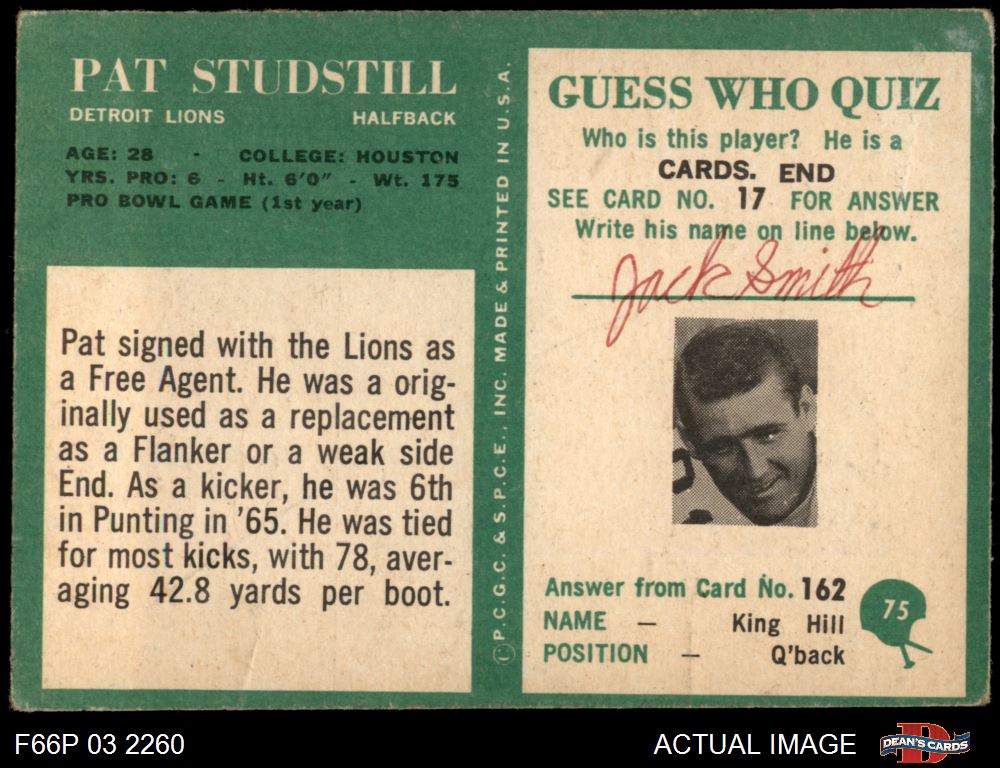 PAT STUDSTILL
DETROIT LIONS HALFBACK
AGE: 28 - COLLEGE: HOUSTON
YRS. PRO: 6 - Ht. 6'0" - Wt. 175
PRO BOWL GAME (1st year)
Pat signed with the Lions as
a Free Agent. He was a orig-
inally used as a replacement
as a Flanker or a weak side
End. As a kicker, he was 6th
in Punting in '65. He was tied
for most kicks, with 78, aver-
aging 42.8 yards per boot.
© P.C.G.C. & S.P.C.E., INC. MADE & PRINTED IN U.S.A.
GUESS WHO QUIZ
Who is this player? He is a
CARDS. END
SEE CARD NO. 17 FOR ANSWER
Write his name on line below.
Jack Smith
Answer from Card No. 162
NAME — King Hill
POSITION — Q'back
75
F66P 03 2260
ACTUAL IMAGE
D
DEAN'S CARDS